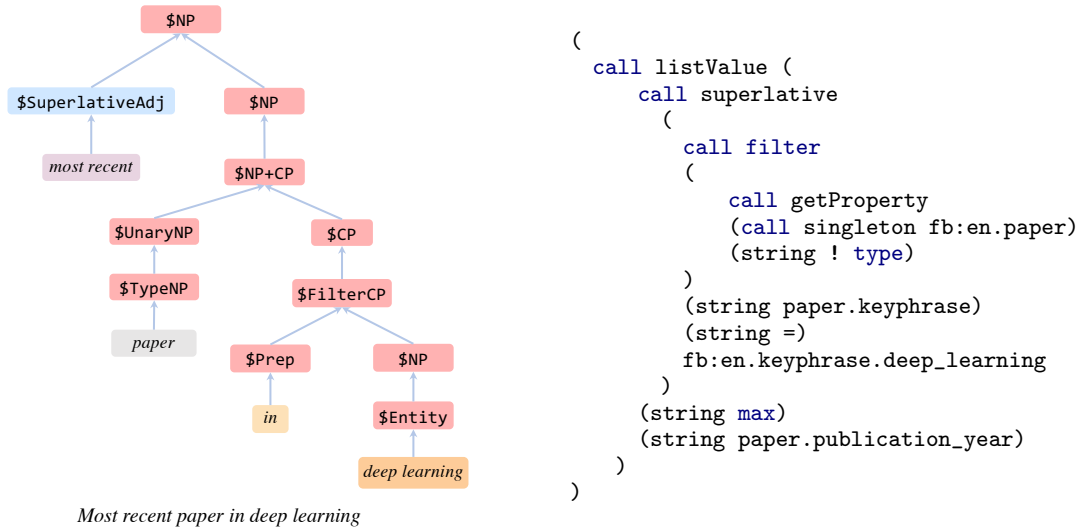 $NP
$SuperlativeAdj
$NP
most recent
$NP+CP
$UnaryNP
$CP
$TypeNP
$FilterCP
paper
$Prep
$NP
in
$Entity
deep learning
Most recent paper in deep learning
(
call listValue (
call superlative
(
call filter
(
call getProperty
(call singleton fb:en.paper)
(string ! type)
)
(string paper.keyphrase)
(string =)
fb:en.keyphrase.deep_learning
)
(string max)
(string paper.publication_year)
)
)